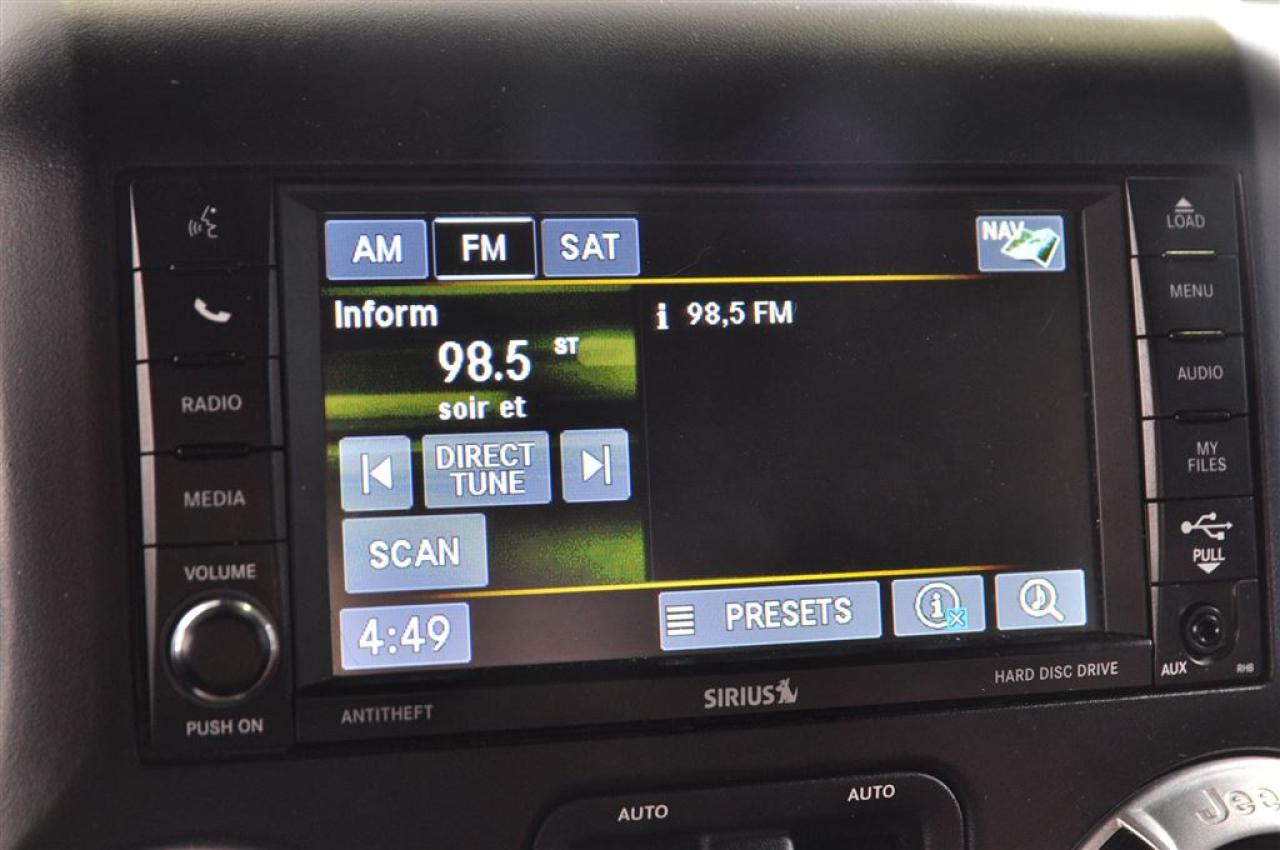 AM FM SAT NAV
Inform
98.5 ST
soir et
DIRECT
TUNE
SCAN
4:49
i 98,5 FM
PRESETS
i
RADIO
MEDIA
VOLUME
PUSH ON
LOAD
MENU
AUDIO
MY
FILES
PULL
AUX RHB
ANTITHEFT
SIRIUS
HARD DISC DRIVE
AUTO AUTO
Jee